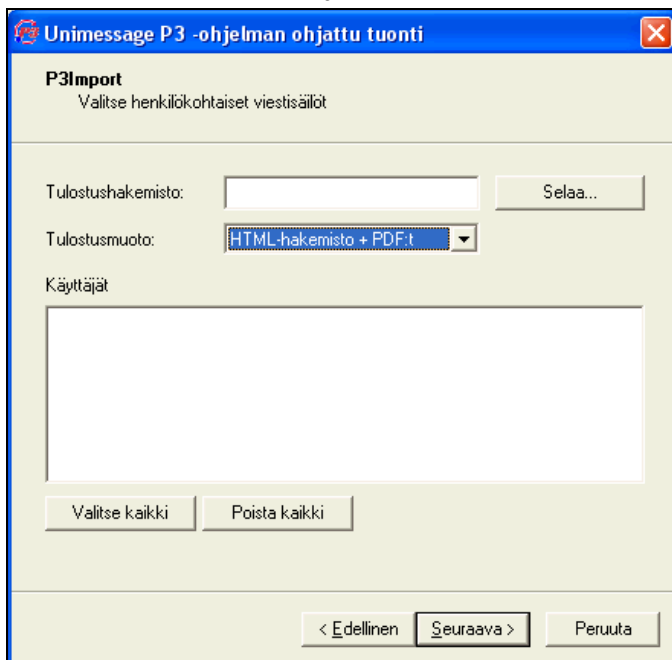 Unimessage P3 -ohjelman ohjattu tuonti
P3Import
Valitse henkilökohtaiset viestisäilöt
Tulostushakemisto:
Selaa...
Tulostusmuoto:
HTML-hakemisto + PDF:t
Käyttäjät
Valitse kaikki
Poista kaikki
< Edellinen
Seuraava >
Peruuta